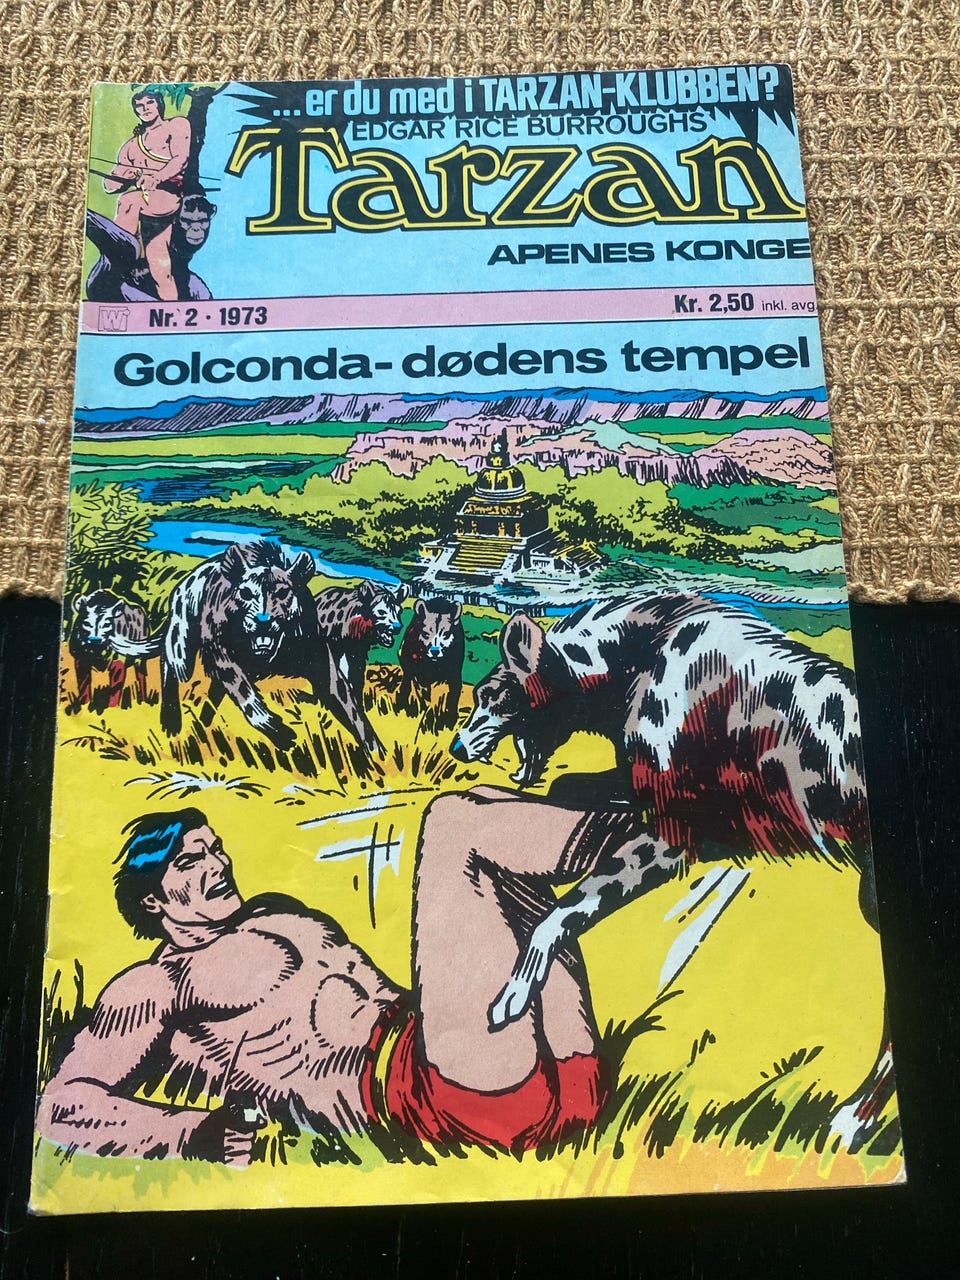 ...er du med i TARZAN-KLUBBEN?
EDGAR RICE BURROUGHS
Tarzan
APENES KONGE
Wi Nr. 2 · 1973 Kr. 2,50 inkl. avg
Golconda-dødens tempel